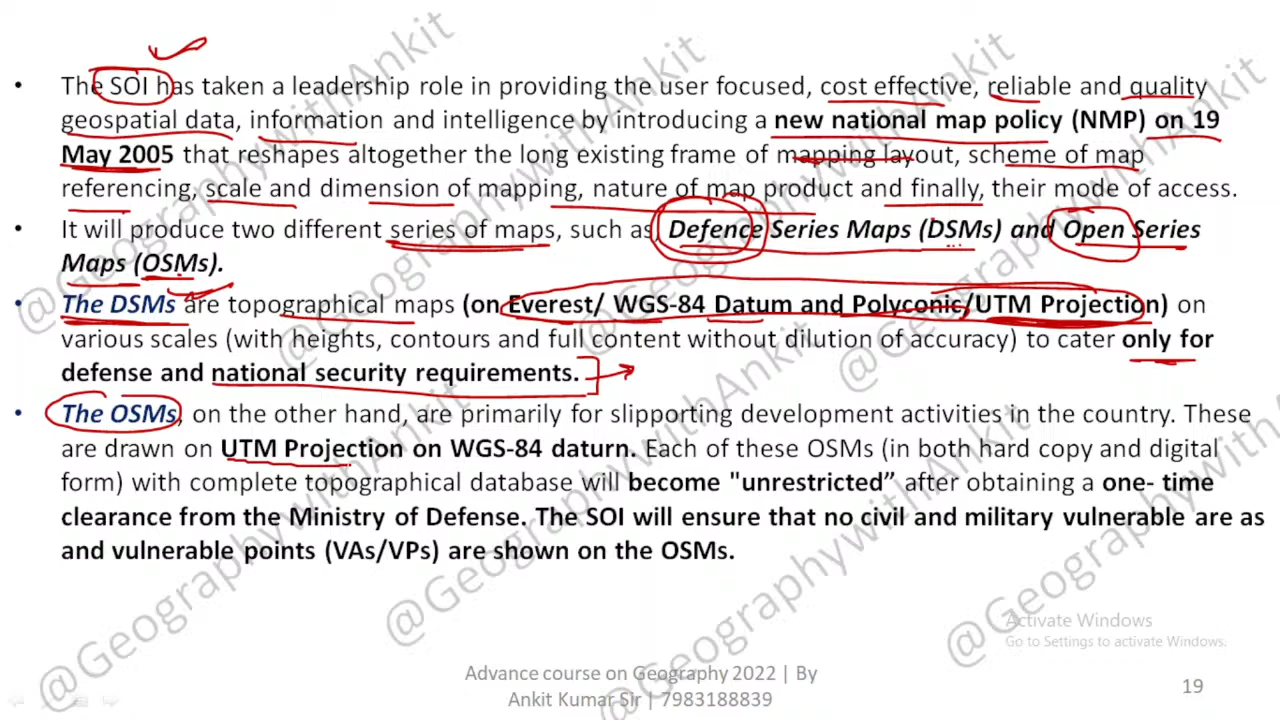 • The SOI has taken a leadership role in providing the user focused, cost effective, reliable and quality
geospatial data, information and intelligence by introducing a new national map policy (NMP) on 19
May 2005 that reshapes altogether the long existing frame of mapping layout, scheme of map
referencing, scale and dimension of mapping, nature of map product and finally, their mode of access.
• It will produce two different series of maps, such as, Defence Series Maps (DSMs) and Open Series
Maps (OSMs).
• The DSMs are topographical maps (on Everest/ WGS-84 Datum and Polyconic/UTM Projection) on
various scales (with heights, contours and full content without dilution of accuracy) to cater only for
defense and national security requirements.
• The OSMs, on the other hand, are primarily for slipporting development activities in the country. These
are drawn on UTM Projection on WGS-84 daturn. Each of these OSMs (in both hard copy and digital
form) with complete topographical database will become "unrestricted” after obtaining a one- time
clearance from the Ministry of Defense. The SOI will ensure that no civil and military vulnerable are as
and vulnerable points (VAs/VPs) are shown on the OSMs.
@GeographywithAnkit
@GeographywithAnkit
@GeographywithAnkit
@GeographywithAnkit
@GeographywithAnkit
@GeographywithAnkit
@GeographywithAnkit
Activate Windows
Go to Settings to activate Windows.
Advance course on Geography 2022 | By
Ankit Kumar Sir | 7983188839
19